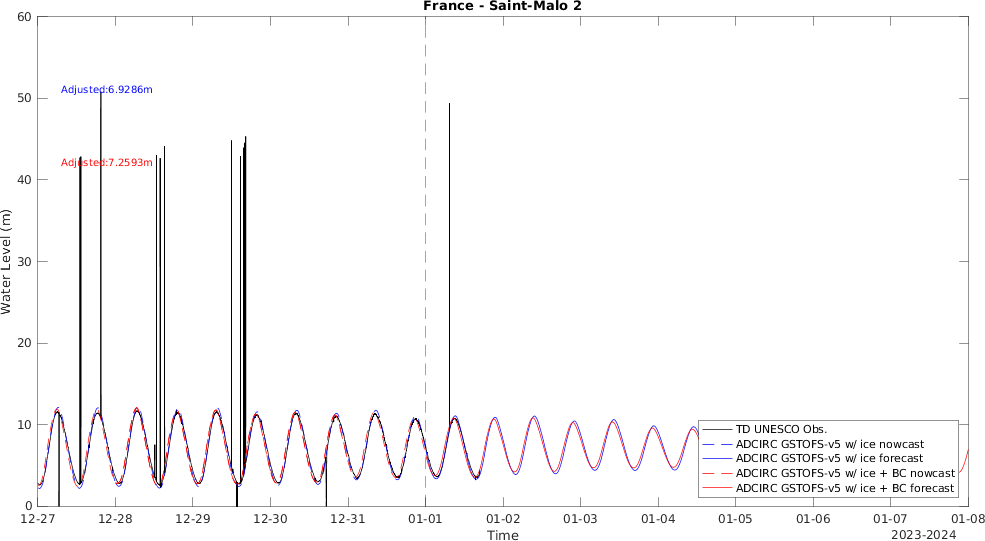 France - Saint-Malo 2
60
50
40
30
20
10
0
Water Level (m)
Adjusted:6.9286m
Adjusted:7.2593m
TD UNESCO Obs.
ADCIRC GSTOFS-v5 w/ ice nowcast
ADCIRC GSTOFS-v5 w/ ice forecast
ADCIRC GSTOFS-v5 w/ ice + BC nowcast
ADCIRC GSTOFS-v5 w/ ice + BC forecast
12-27 12-28 12-29 12-30 12-31 01-01 01-02 01-03 01-04 01-05 01-06 01-07 01-08
Time
2023-2024